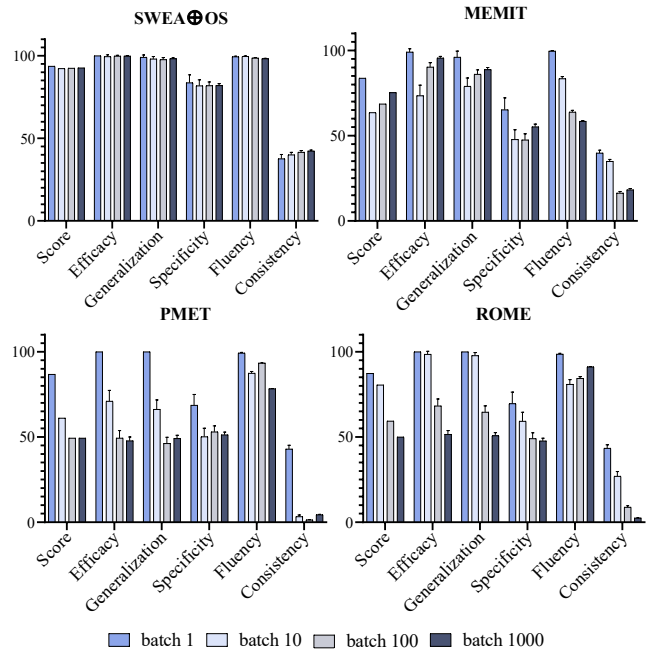 SWEA⊕OS
100
50
0
Score
Efficacy
Generalization
Specificity
Fluency
Consistency
MEMIT
100
50
0
Score
Efficacy
Generalization
Specificity
Fluency
Consistency
PMET
100
50
0
Score
Efficacy
Generalization
Specificity
Fluency
Consistency
ROME
100
50
0
Score
Efficacy
Generalization
Specificity
Fluency
Consistency
batch 1 batch 10 batch 100 batch 1000